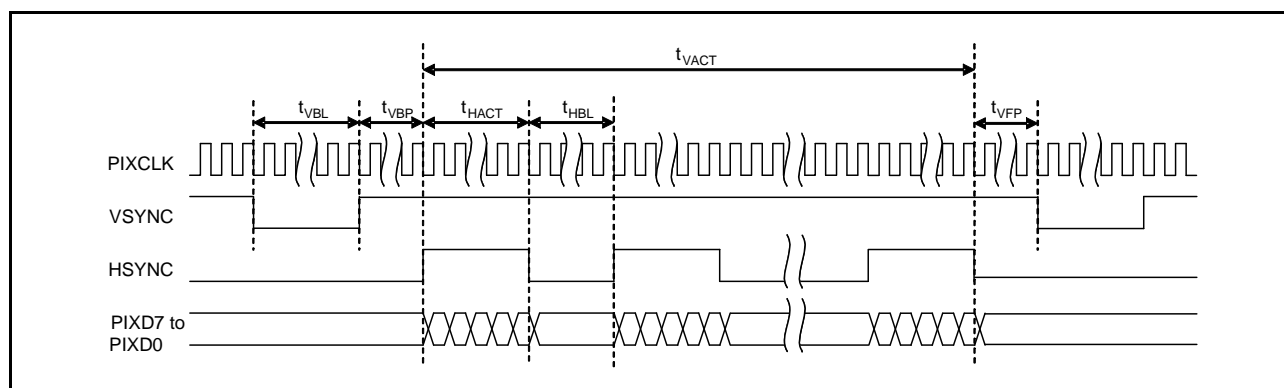 tVACT
tVBL tVBP tHACT tHBL tVFP
PIXCLK
VSYNC
HSYNC
PIXD7 to
PIXD0